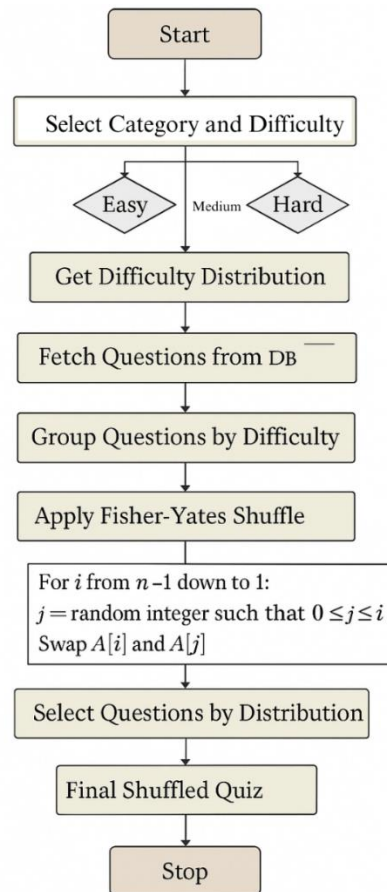 Start
Select Category and Difficulty
Easy
Medium
Hard
Get Difficulty Distribution
Fetch Questions from DB
Group Questions by Difficulty
Apply Fisher-Yates Shuffle
For i from n–1 down to 1:
j = random integer such that 0 ≤ j ≤ i
Swap A[i] and A[j]
Select Questions by Distribution
Final Shuffled Quiz
Stop